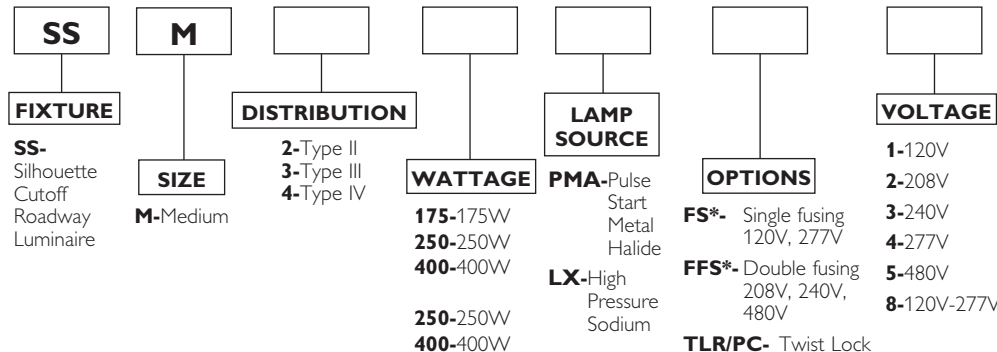 SS M
FIXTURE
SS-
Silhouette
Cutoff
Roadway
Luminaire
SIZE
M-Medium
DISTRIBUTION
2-Type II
3-Type III
4-Type IV
WATTAGE
175-175W
250-250W
400-400W
250-250W
400-400W
LAMP
SOURCE
PMA-Pulse
Start
Metal
Halide
LX-High
Pressure
Sodium
OPTIONS
FS*- Single fusing
120V, 277V
FFS*- Double fusing
208V, 240V,
480V
TLR/PC- Twist Lock
VOLTAGE
1-120V
2-208V
3-240V
4-277V
5-480V
8-120V-277V